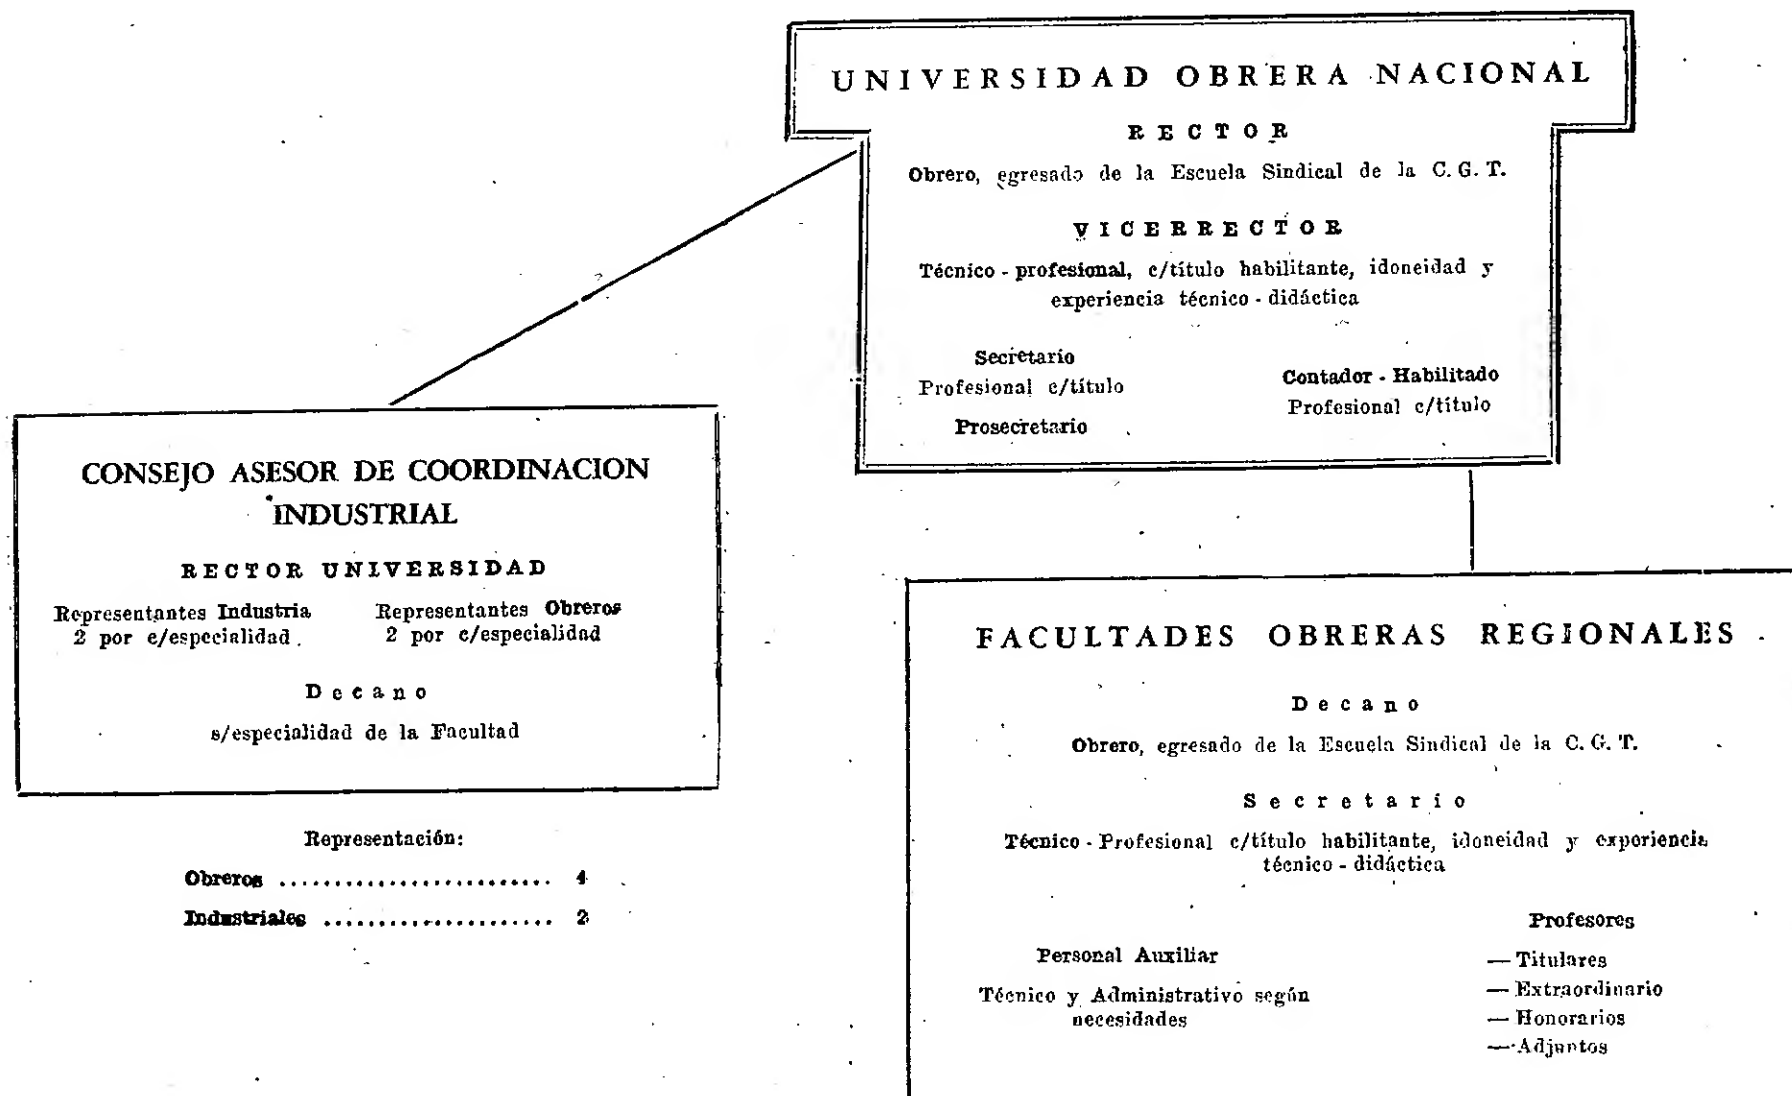 UNIVERSIDAD OBRERA NACIONAL
RECTOR
Obrero, egresado de la Escuela Sindical de la C. G. T.
VICERRECTOR
Técnico - profesional, c/título habilitante, idoneidad y
experiencia técnico - didáctica
Secretario
Profesional c/título
Prosecretario
Contador - Habilitado
Profesional c/título
CONSEJO ASESOR DE COORDINACION
INDUSTRIAL
RECTOR UNIVERSIDAD
Representantes Industria
2 por c/especialidad
Representantes Obreros
2 por c/especialidad
Decano
s/especialidad de la Facultad
Representación:
Obreros ........................ 4
Industriales .................... 2
FACULTADES OBRERAS REGIONALES
Decano
Obrero, egresado de la Escuela Sindical de la C. G. T.
Secretario
Técnico - Profesional c/título habilitante, idoneidad y experiencia
técnico - didáctica
Personal Auxiliar
Técnico y Administrativo según
necesidades
Profesores
— Titulares
— Extraordinario
— Honorarios
— Adjuntos